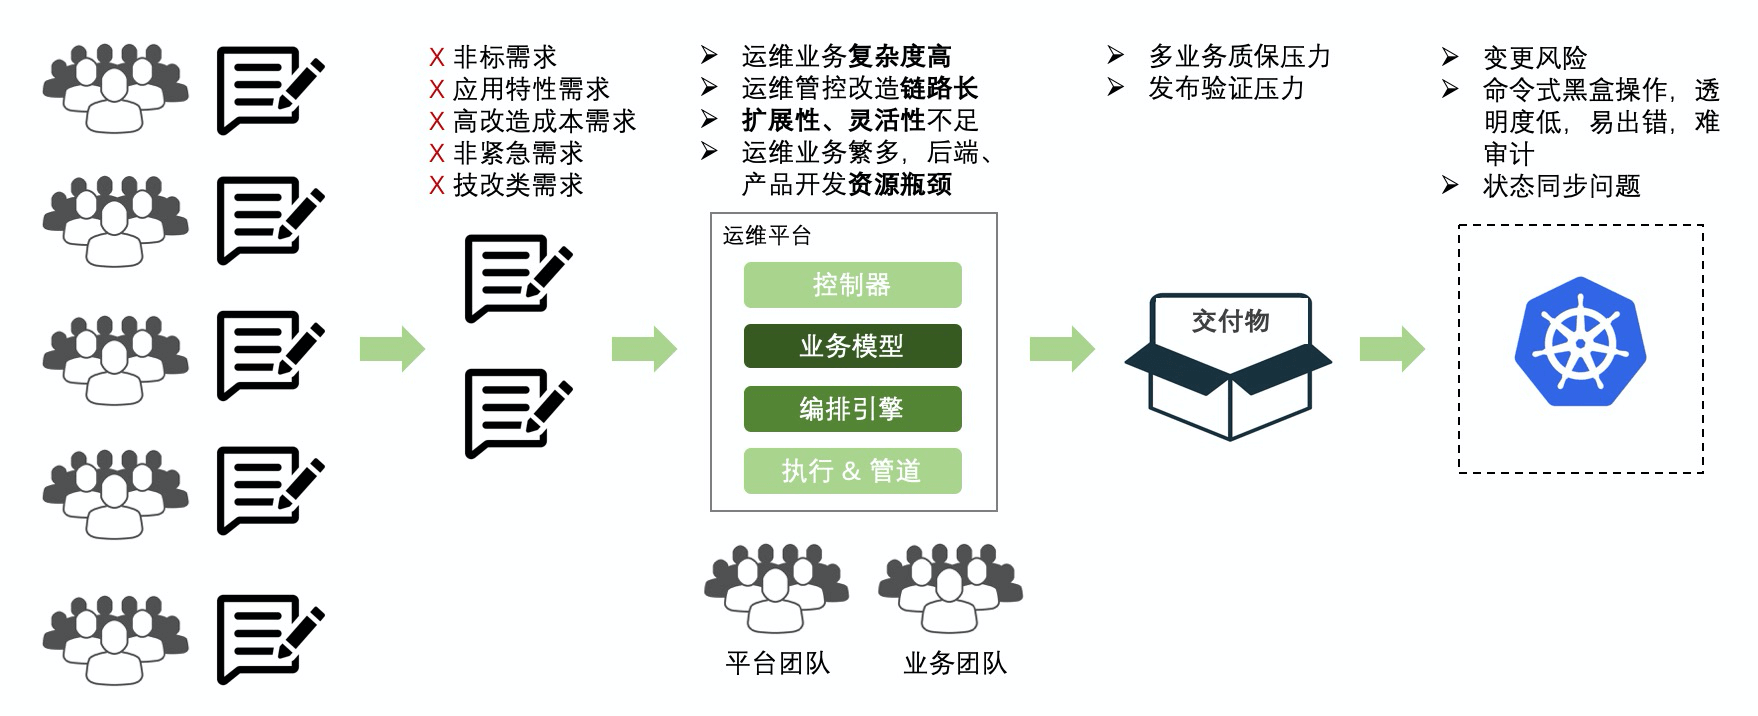 X 非标需求
X 应用特性需求
X 高改造成本需求
X 非紧急需求
X 技改类需求
运维业务复杂度高
运维管控改造链路长
扩展性、灵活性不足
运维业务繁多，后端、
产品开发资源瓶颈
运维平台
控制器
业务模型
编排引擎
执行 & 管道
平台团队
业务团队
多业务质保压力
发布验证压力
交付物
变更风险
命令式黑盒操作，透
明度低，易出错，难
审计
状态同步问题